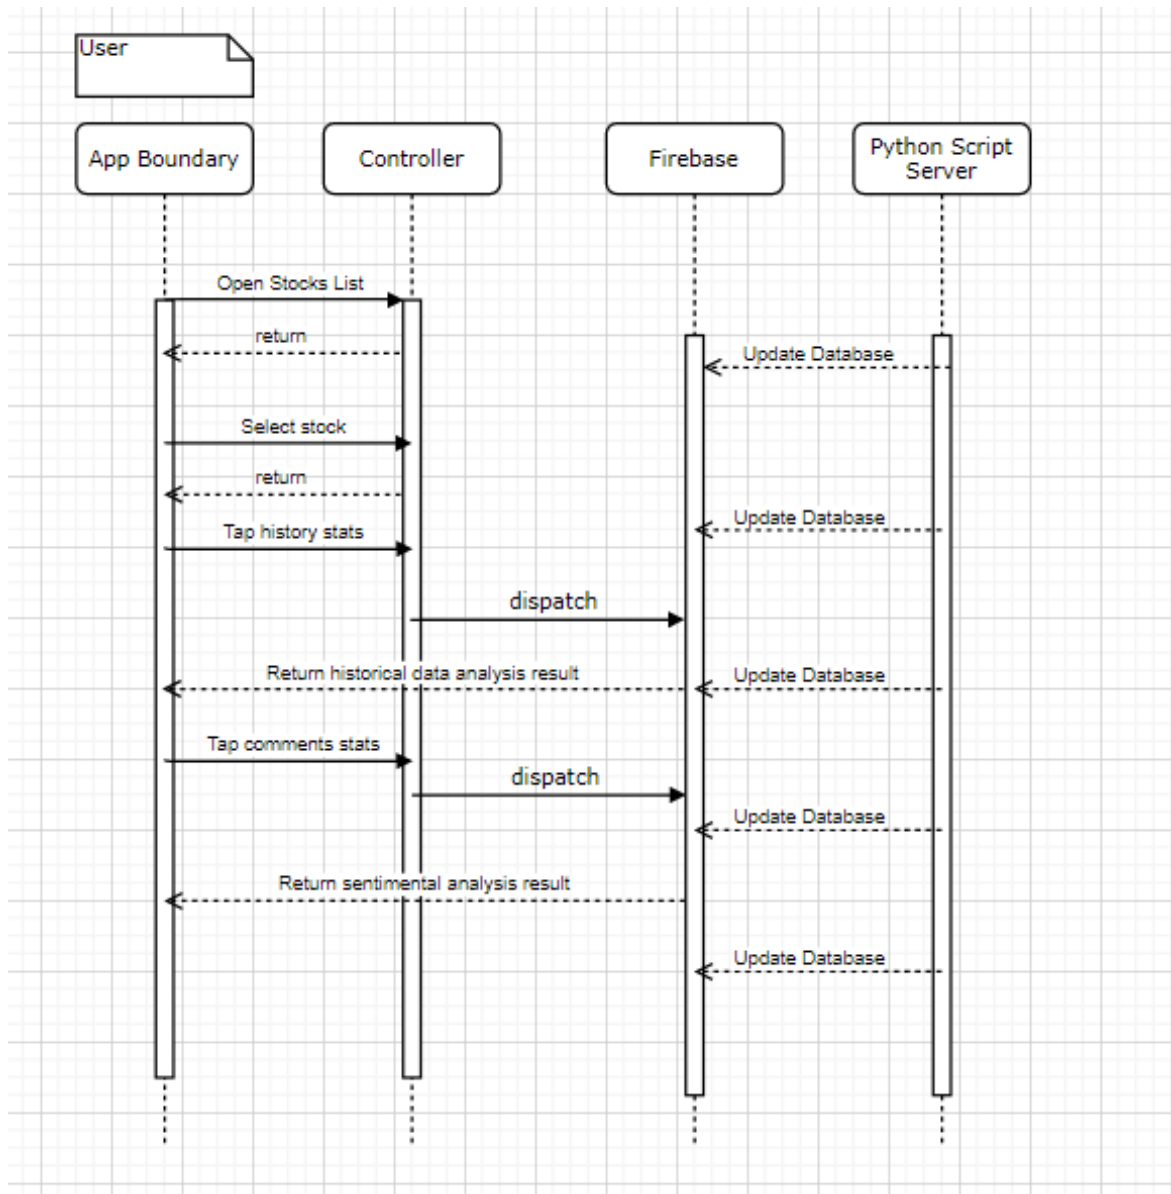 User
App Boundary
Controller
Firebase
Python Script
Server
Open Stocks List
return
Update Database
Select stock
return
Update Database
Tap history stats
dispatch
Return historical data analysis result
Update Database
Tap comments stats
dispatch
Update Database
Return sentimental analysis result
Update Database